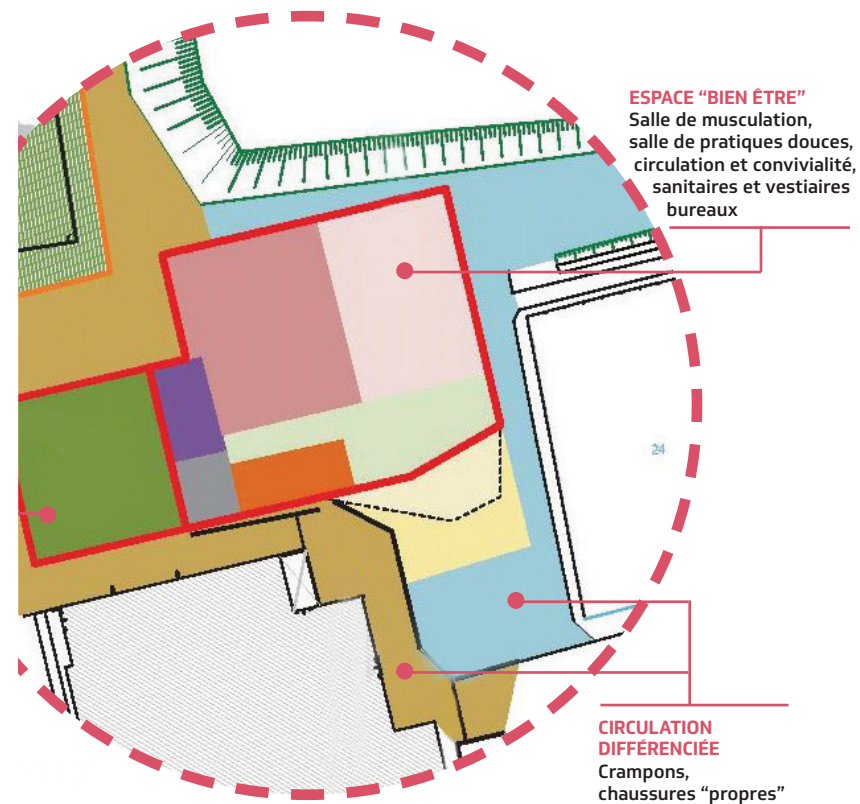 ESPACE “BIEN ÊTRE”
Salle de musculation,
salle de pratiques douces,
circulation et convivialité,
sanitaires et vestiaires
bureaux
24
CIRCULATION
DIFFÉRENCIÉE
Crampons,
chaussures “propres”